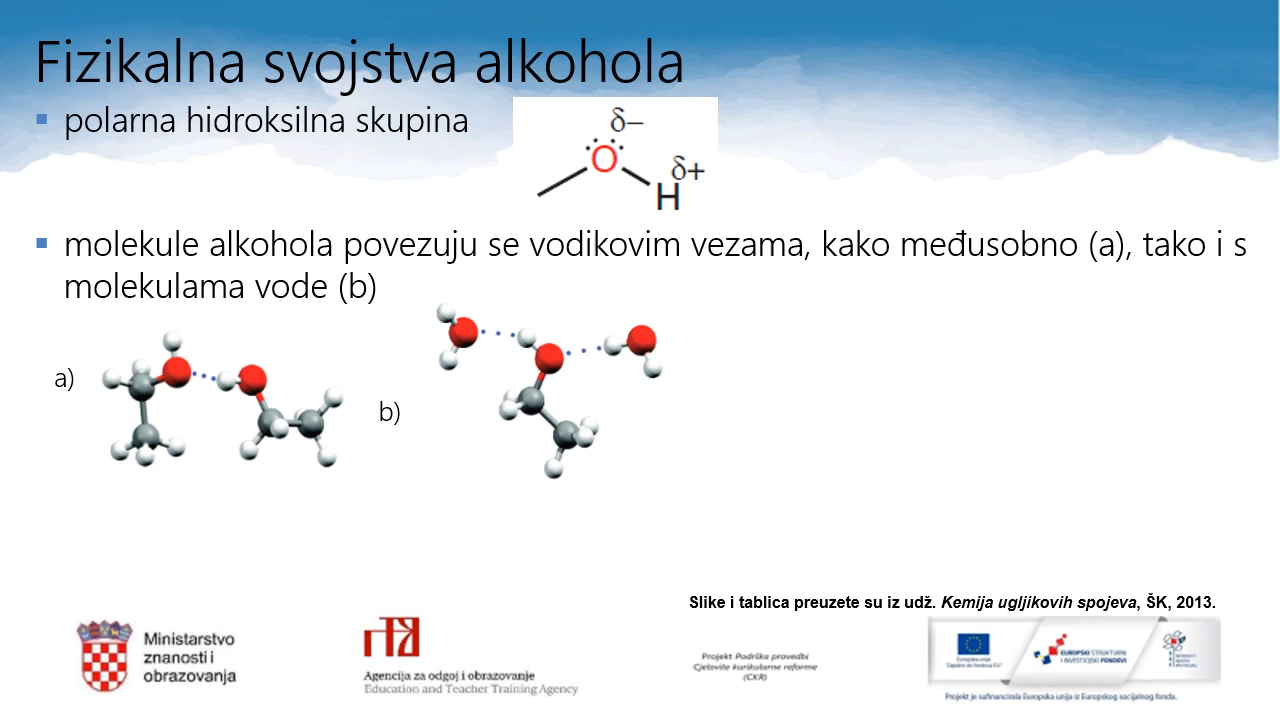 Fizikalna svojstva alkohola
▪ polarna hidroksilna skupina
δ−
O
δ+
H
▪ molekule alkohola povezuju se vodikovim vezama, kako međusobno (a), tako i s
molekulama vode (b)
a)
b)
Slike i tablica preuzete su iz udž. Kemija ugljikovih spojeva, ŠK, 2013.
Ministarstvo
znanosti i
obrazovanja
Agencija za odgoj i obrazovanje
Education and Teacher Training Agency
Projekt Podrška provedbi
Cjelovite kurikularne reforme
(CKR)
Europska unija
EUROPSKI STRUKTURNI
I INVESTICIJSKI FONDOVI
Projekt je sufinancirala Europska unija iz Europskog socijalnog fonda.